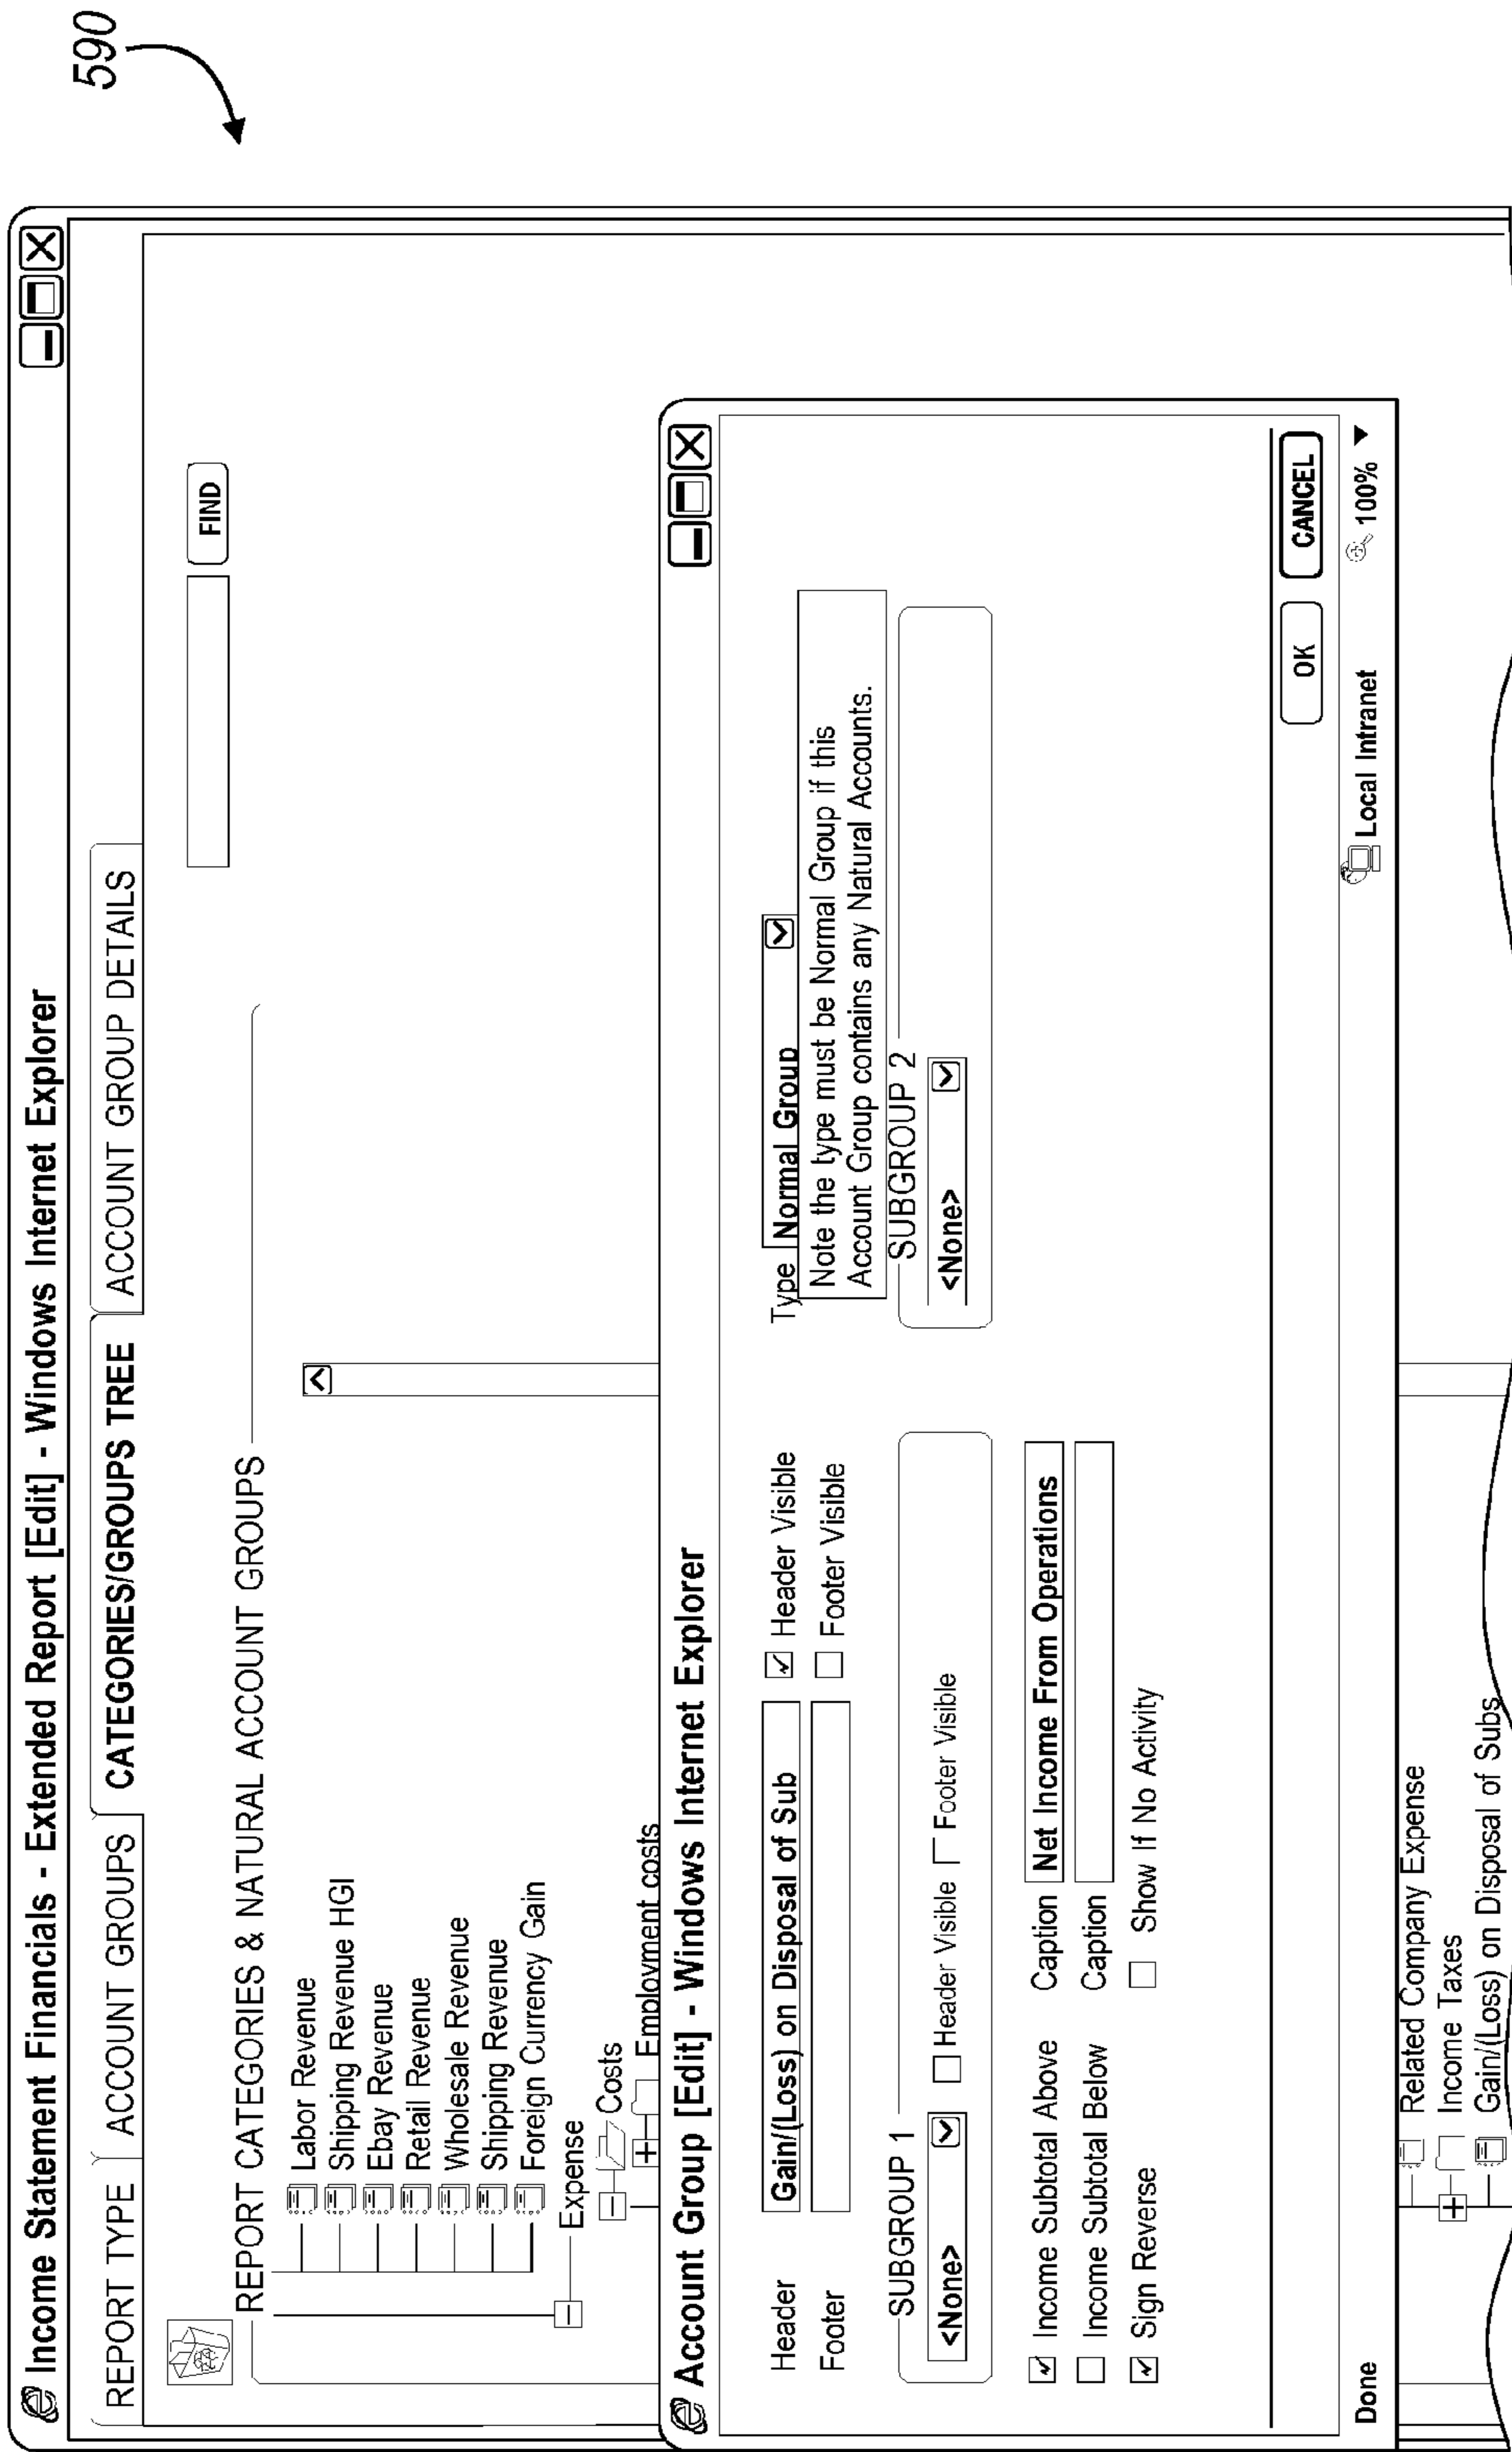 590
Income Statement Financials - Extended Report [Edit] - Windows Internet Explorer
REPORT TYPE ACCOUNT GROUPS CATEGORIES/GROUPS TREE ACCOUNT GROUP DETAILS
FIND
REPORT CATEGORIES & NATURAL ACCOUNT GROUPS
Labor Revenue
Shipping Revenue HGI
Ebay Revenue
Retail Revenue
Wholesale Revenue
Shipping Revenue
Foreign Currency Gain
Expense
Costs
Employment costs
Account Group [Edit] - Windows Internet Explorer
Header Gain/(Loss) on Disposal of Sub Header Visible Type Normal Group
Footer Footer Visible
Note the type must be Normal Group if this
Account Group contains any Natural Accounts.
SUBGROUP 1 SUBGROUP 2
<None> Header Visible Footer Visible <None>
Income Subtotal Above Caption Net Income From Operations
Income Subtotal Below Caption
Sign Reverse Show If No Activity
OK CANCEL
Done Local Intranet 100%
Related Company Expense
Income Taxes
Gain/(Loss) on Disposal of Subs